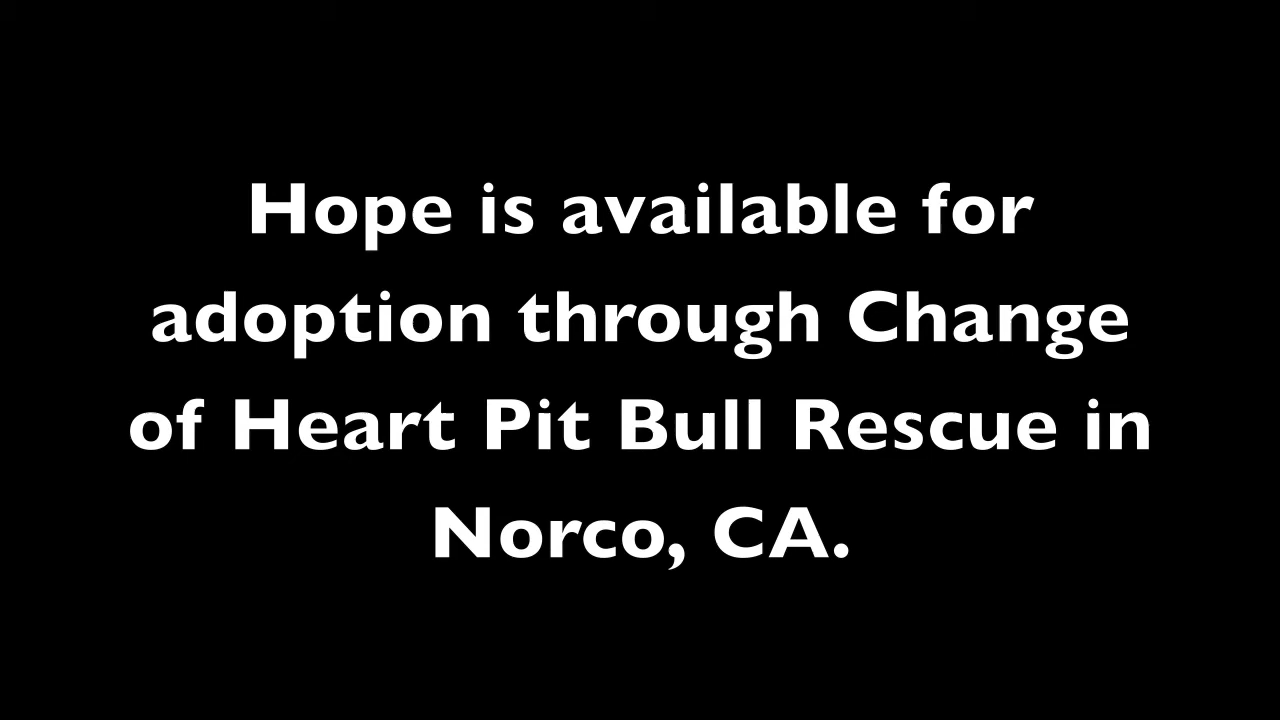 Hope is available for
adoption through Change
of Heart Pit Bull Rescue in
Norco, CA.